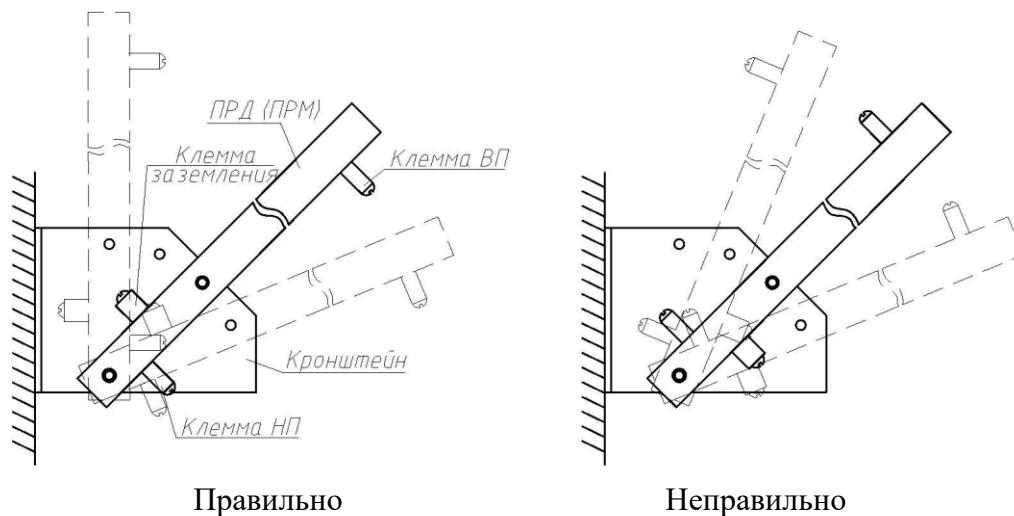 ПРД (ПРМ)
Клемма
заземления
Клемма ВП
Кронштейн
Клемма НП
Правильно
Неправильно